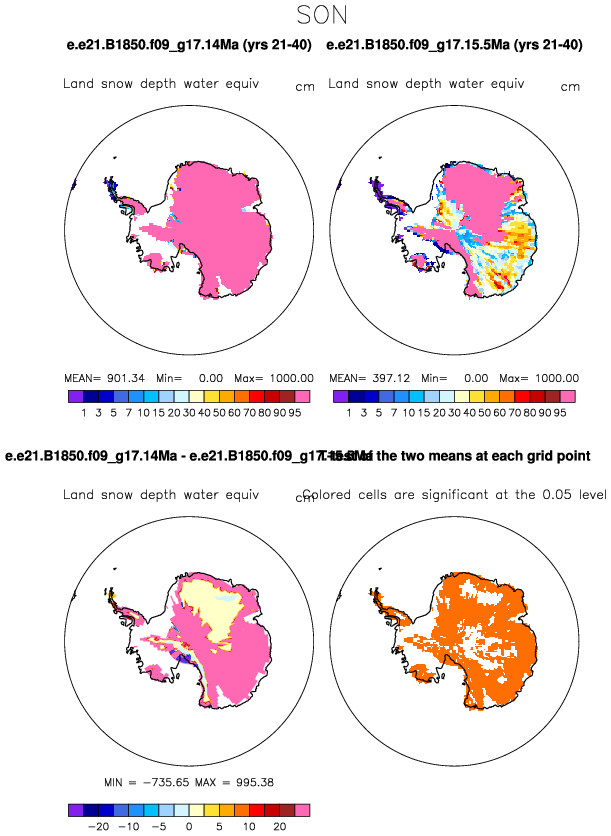 SON
e.e21.B1850.f09_g17.14Ma (yrs 21-40) e.e21.B1850.f09_g17.15.5Ma (yrs 21-40)
Land snow depth water equiv cm Land snow depth water equiv cm
MEAN= 901.34 Min= 0.00 Max= 1000.00 MEAN= 397.12 Min= 0.00 Max= 1000.00
1 3 5 7 10 15 20 30 40 50 60 70 80 90 95 1 3 5 7 10 15 20 30 40 50 60 70 80 90 95
e.e21.B1850.f09_g17.14Ma - e.e21.B1850.f09_g17.15.5Ma T-test of the two means at each grid point
Land snow depth water equiv cm Colored cells are significant at the 0.05 level
MIN = -735.65 MAX = 995.38
-20 -10 -5 0 5 10 20